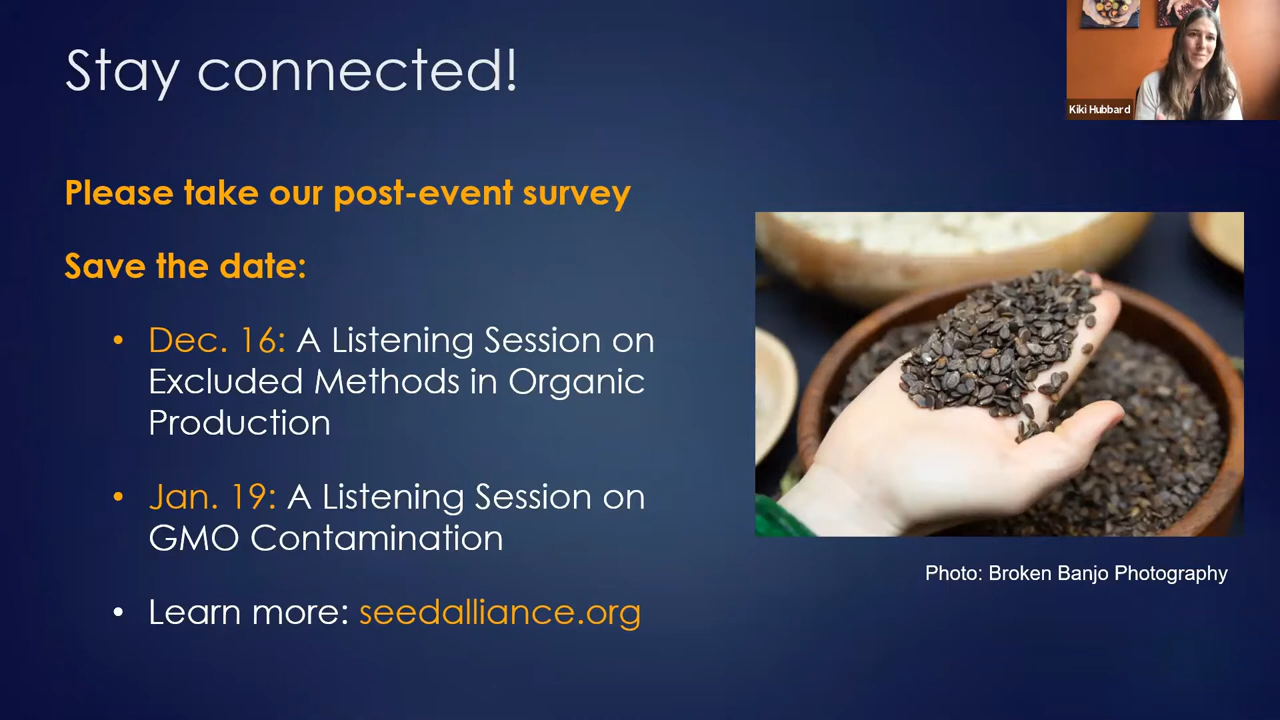 Stay connected!
Kiki Hubbard
Please take our post-event survey
Save the date:
• Dec. 16: A Listening Session on
Excluded Methods in Organic
Production
• Jan. 19: A Listening Session on
GMO Contamination
• Learn more: seedalliance.org
Photo: Broken Banjo Photography